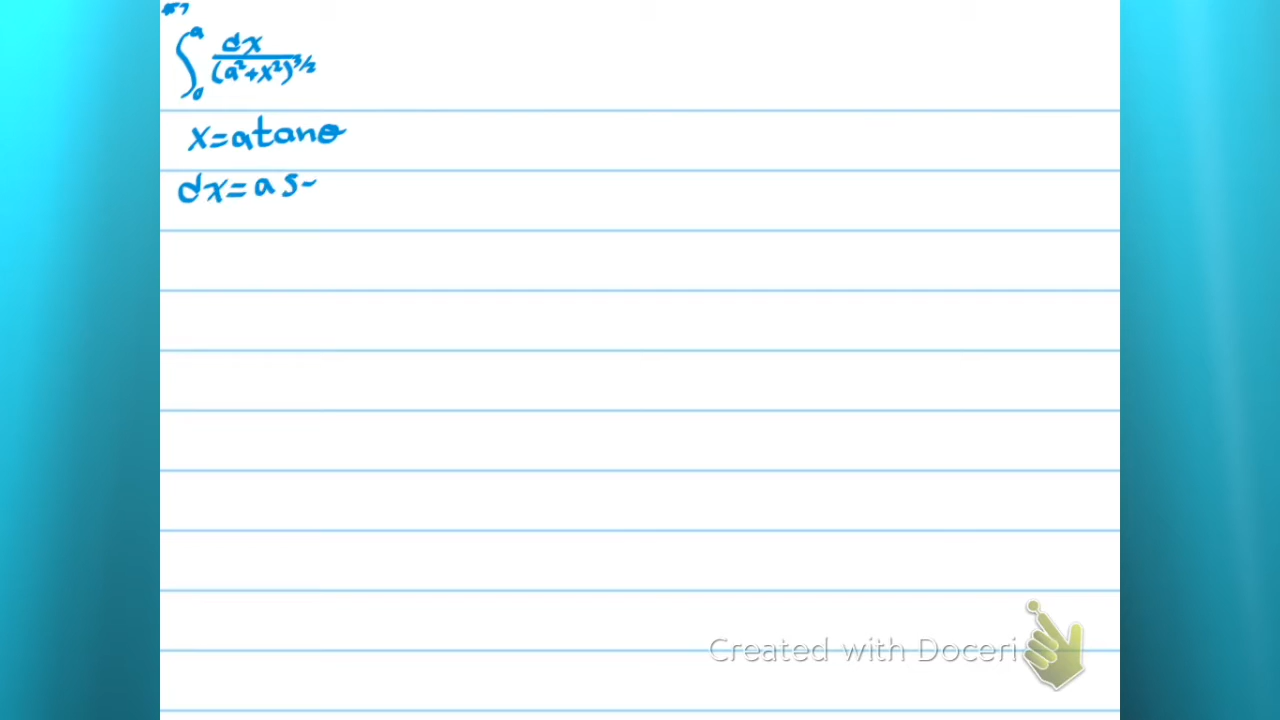 #7
∫₀ᵃ dx/(a²+x²)^3/2
x=atanθ
dx=a s
Created with Doceri